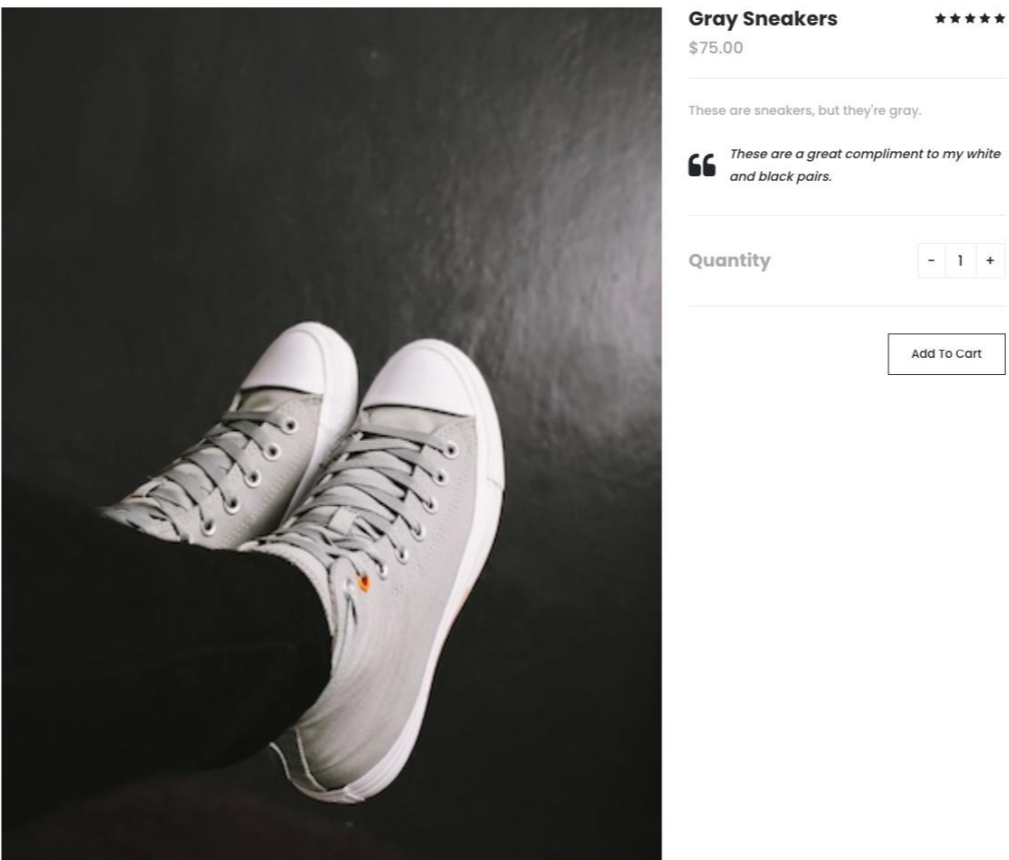 Gray Sneakers
$75.00
These are sneakers, but they're gray.
These are a great compliment to my white
and black pairs.
Quantity
- 1 +
Add To Cart